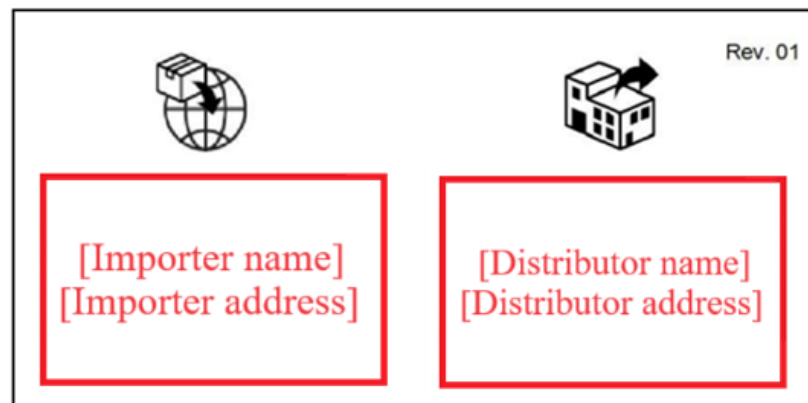 Rev. 01
[Importer name]
[Importer address]
[Distributor name]
[Distributor address]